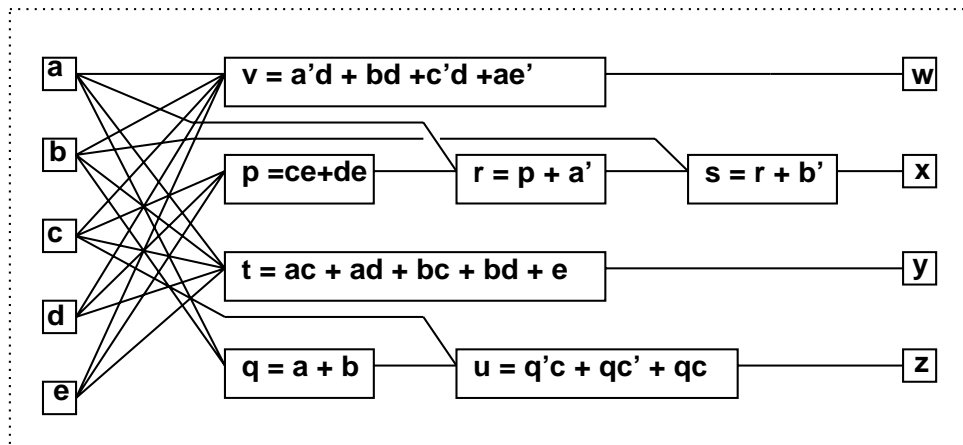 a
v = a’d + bd +c’d +ae’
w
b
p =ce+de
r = p + a’
s = r + b’
x
c
t = ac + ad + bc + bd + e
y
d
q = a + b
u = q’c + qc’ + qc
z
e